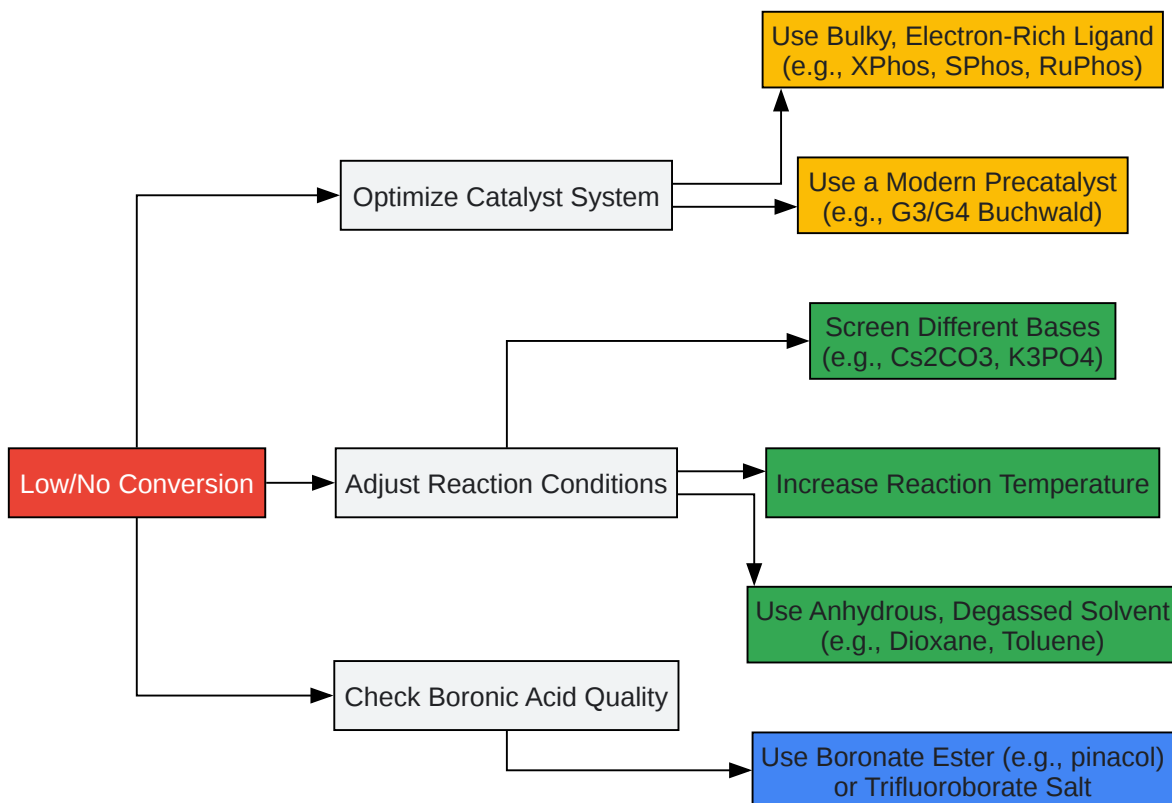 Use Bulky, Electron-Rich Ligand
(e.g., XPhos, SPhos, RuPhos)
Optimize Catalyst System
Use a Modern Precatalyst
(e.g., G3/G4 Buchwald)
Screen Different Bases
(e.g., Cs2CO3, K3PO4)
Low/No Conversion
Adjust Reaction Conditions
Increase Reaction Temperature
Use Anhydrous, Degassed Solvent
(e.g., Dioxane, Toluene)
Check Boronic Acid Quality
Use Boronate Ester (e.g., pinacol)
or Trifluoroborate Salt